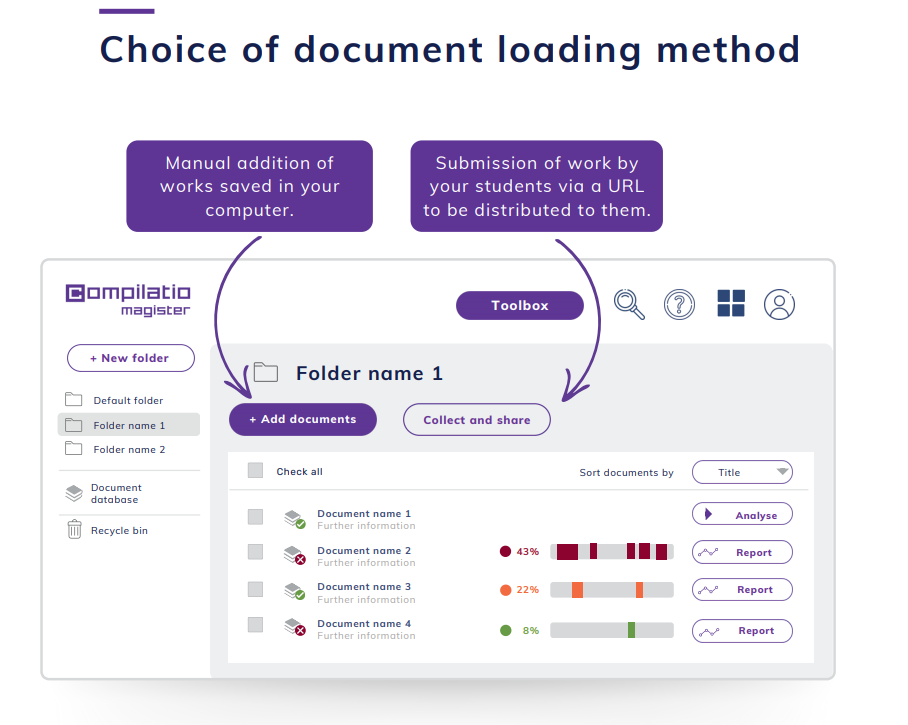 Choice of document loading method
Manual addition of
works saved in your
computer.
Submission of work by
your students via a URL
to be distributed to them.
Compilatio
magister
Toolbox
?
+ New folder
Default folder
Folder name 1
Folder name 2
Document
database
Recycle bin
Folder name 1
+ Add documents
Collect and share
Check all
Sort documents by
Title
Document name 1
Further information
Analyse
Document name 2
Further information
43%
Report
Document name 3
Further information
22%
Report
Document name 4
Further information
8%
Report